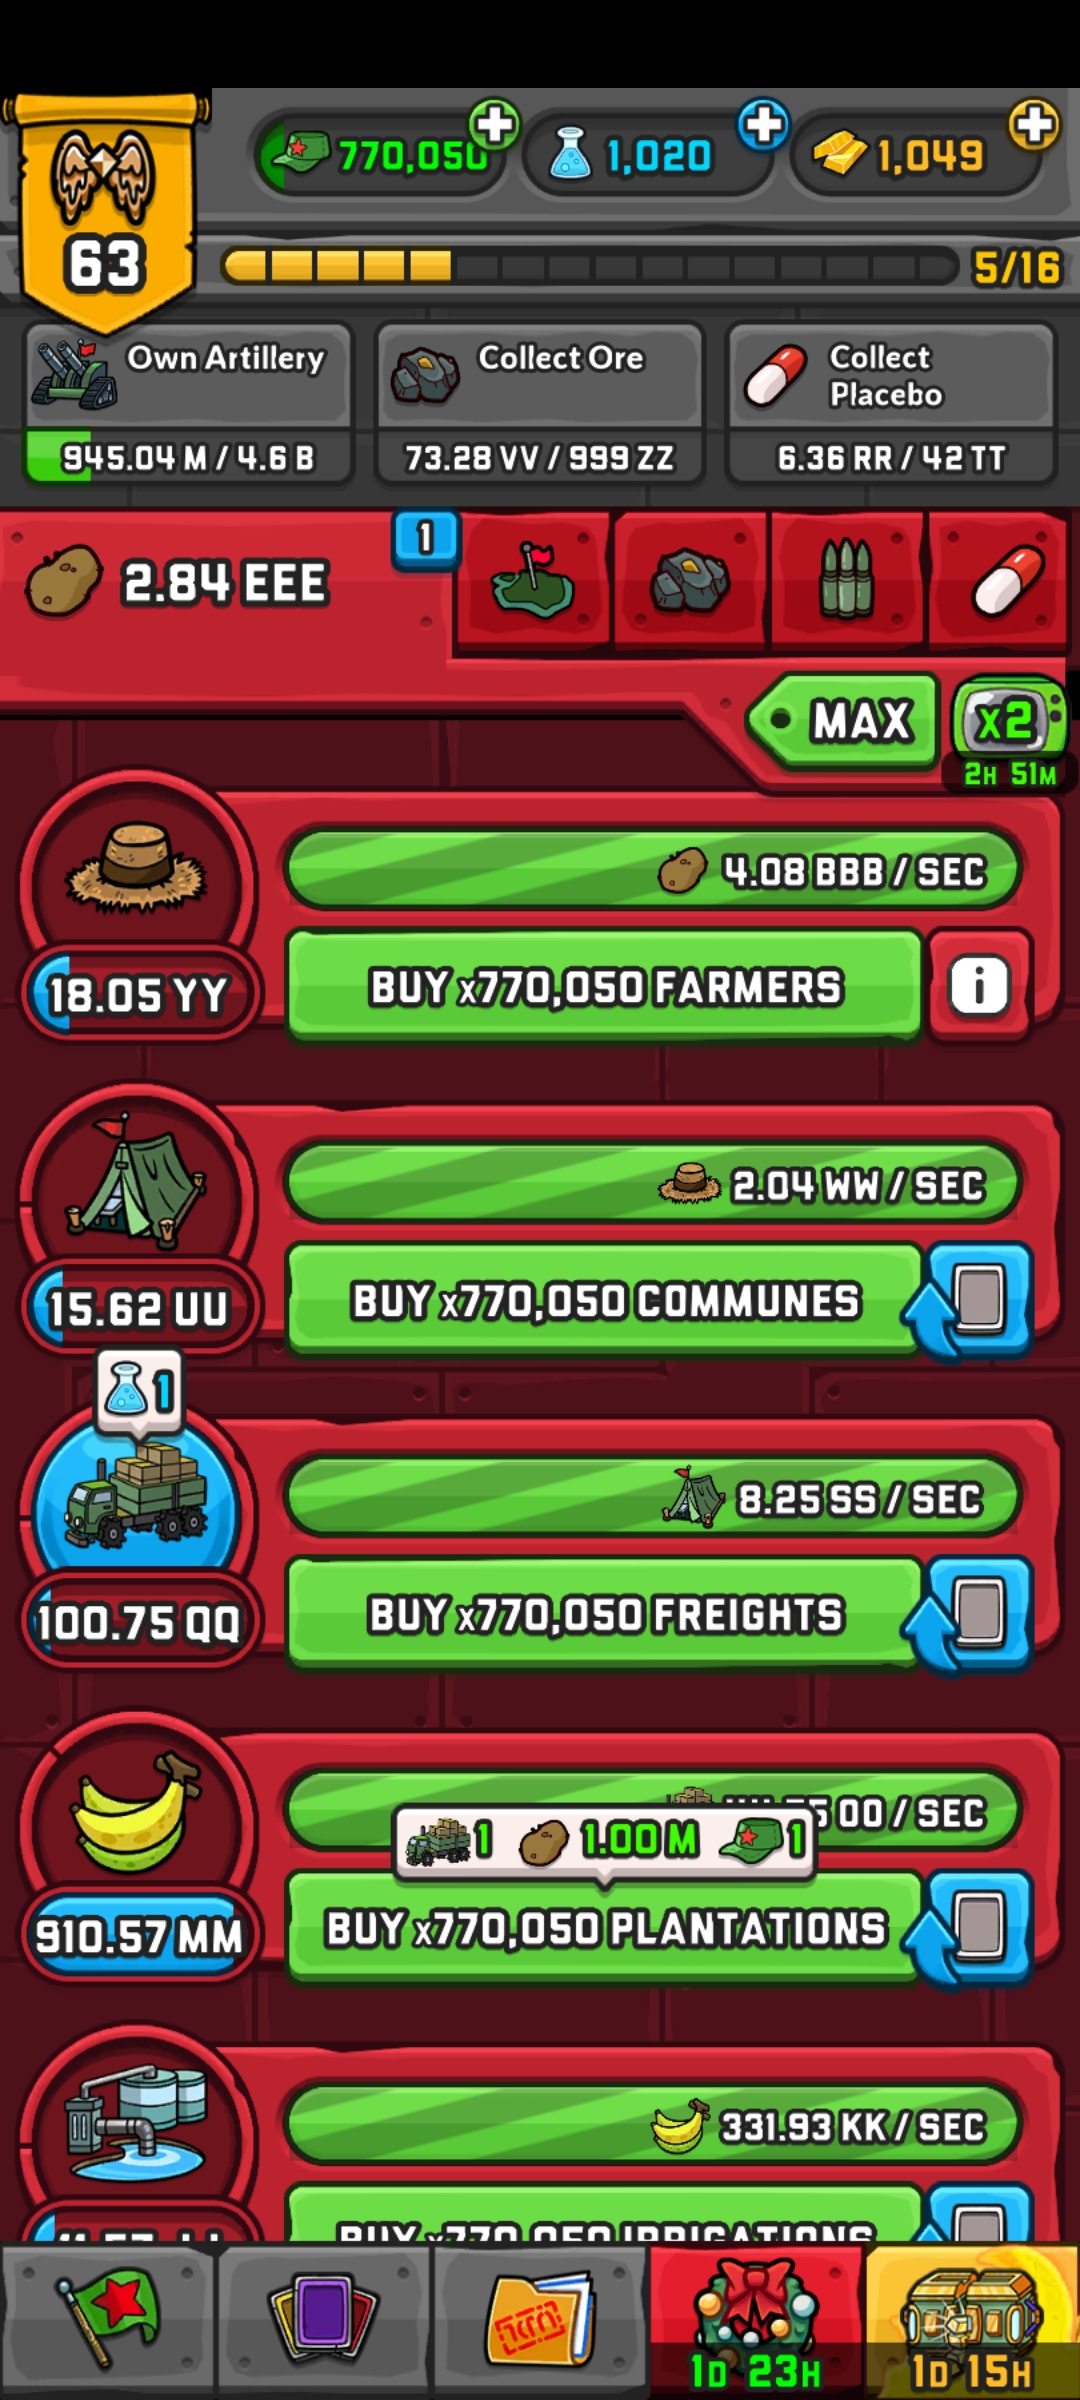 770,050
1,020
1,049
63
5/16
Own Artillery
945.04 M / 4.6 B
Collect Ore
73.28 VV / 999 ZZ
Collect
Placebo
6.36 RR / 42 TT
2.84 EEE
1
MAX
x2
2H 51M
4.08 BBB / SEC
18.05 YY
BUY x770,050 FARMERS
i
2.04 WW / SEC
15.62 UU
BUY x770,050 COMMUNES
1
8.25 SS / SEC
100.75 QQ
BUY x770,050 FREIGHTS
OO / SEC
1
1.00 M
1
910.57 MM
BUY x770,050 PLANTATIONS
331.93 KK / SEC
BUY x770,050 IRRIGATIONS
1D 23H
1D 15H